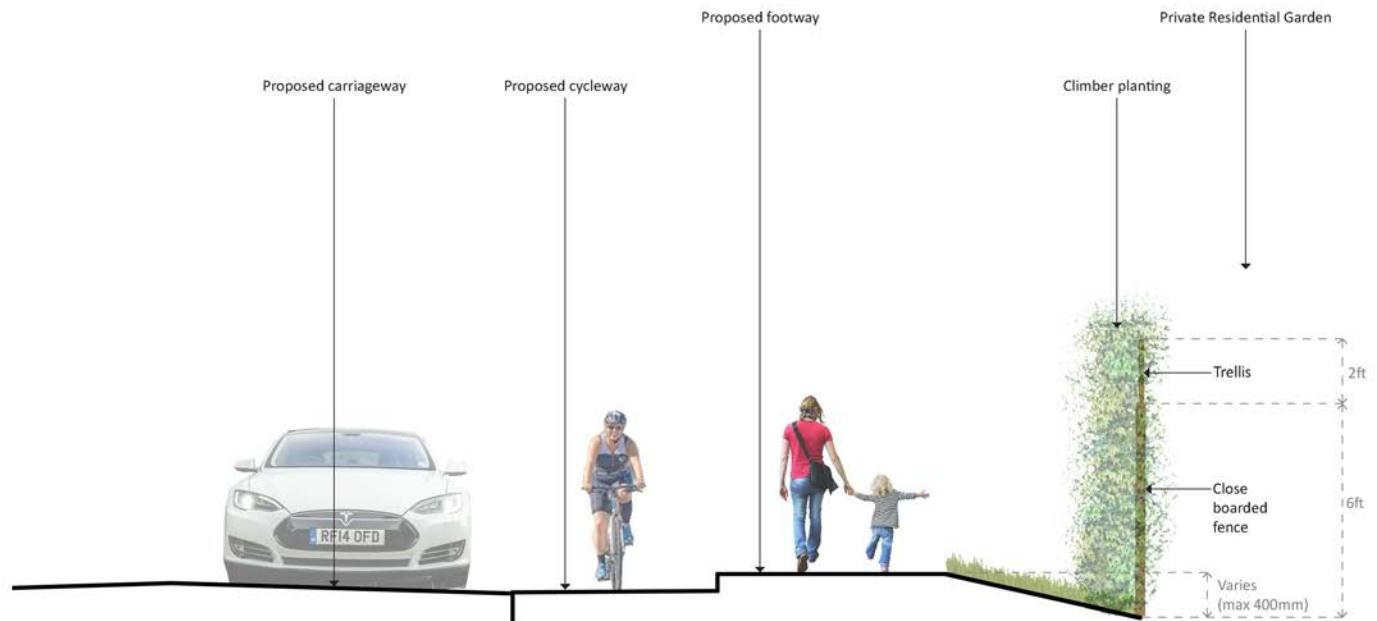 Proposed footway
Private Residential Garden
Proposed carriageway
Proposed cycleway
Climber planting
Trellis
2ft
Close
boarded
fence
6ft
RF14 OFD
Varies
(max 400mm)